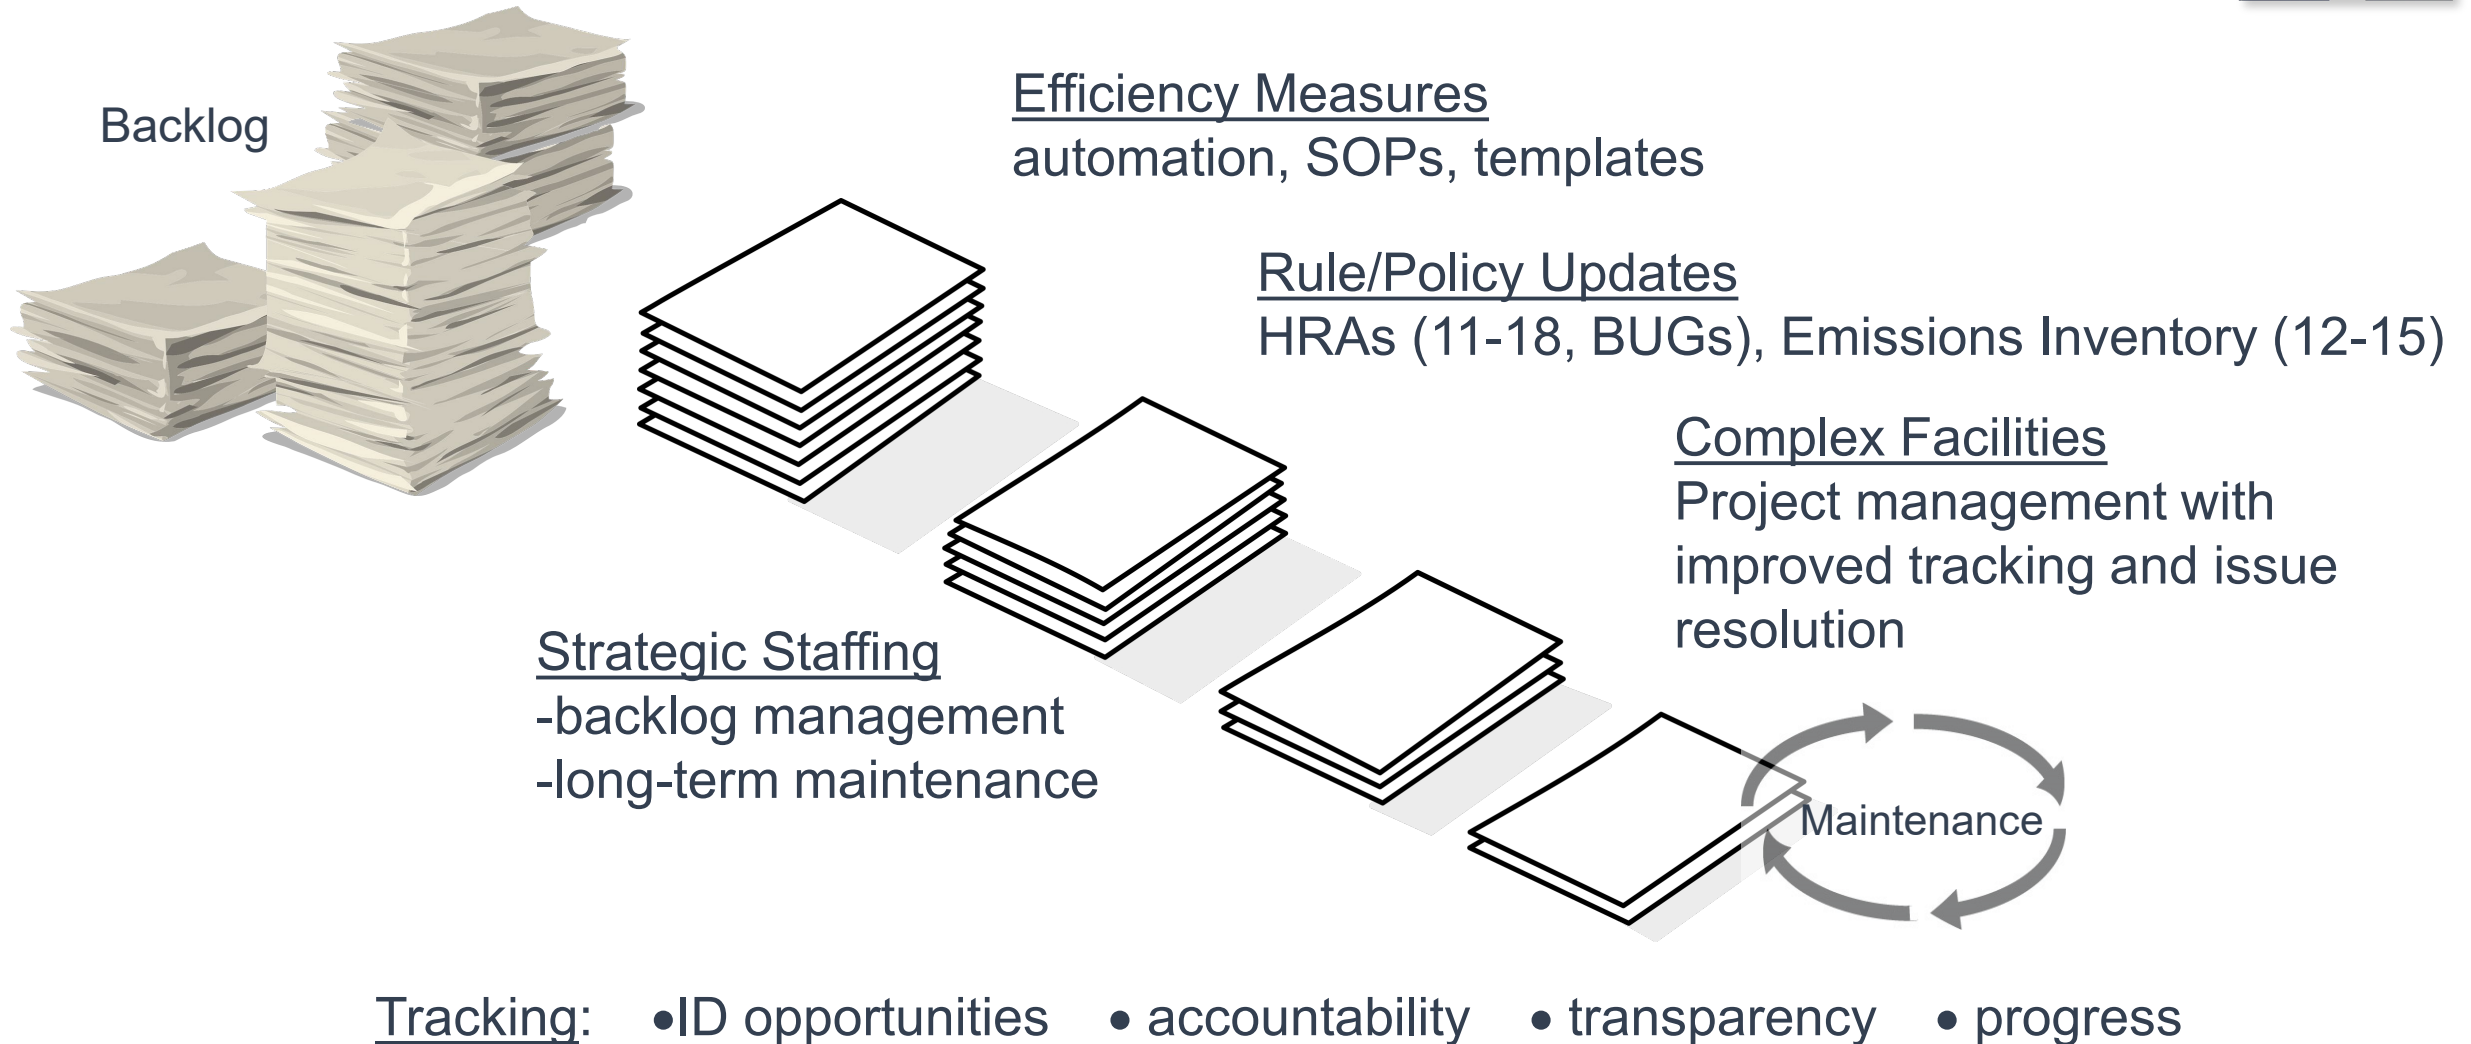 Backlog
Efficiency Measures
automation, SOPs, templates
Rule/Policy Updates
HRAs (11-18, BUGs), Emissions Inventory (12-15)
Complex Facilities
Project management with
improved tracking and issue
resolution
Strategic Staffing
-backlog management
-long-term maintenance
Maintenance
Tracking: •ID opportunities • accountability • transparency • progress